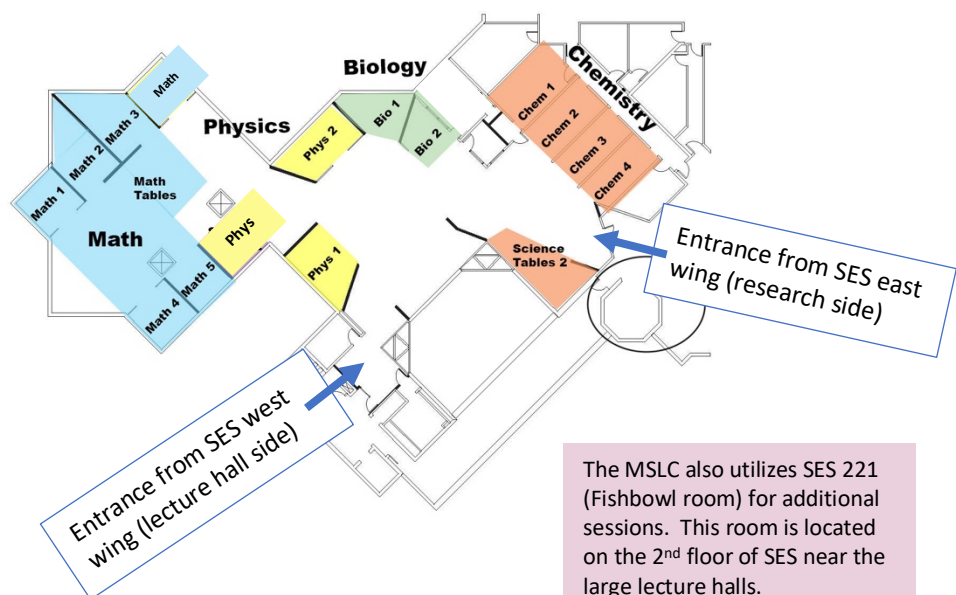 Biology
Chemistry
Physics
Math
Math 3
Math 2
Math 1
Math
Tables
Math
Math 4
Math 5
Phys
Phys 2
Phys 1
Bio 1
Bio 2
Chem 1
Chem 2
Chem 3
Chem 4
Science
Tables 2
Entrance from SES east
wing (research side)
Entrance from SES west
wing (lecture hall side)
The MSLC also utilizes SES 221
(Fishbowl room) for additional
sessions. This room is located
on the 2nd floor of SES near the
large lecture halls.